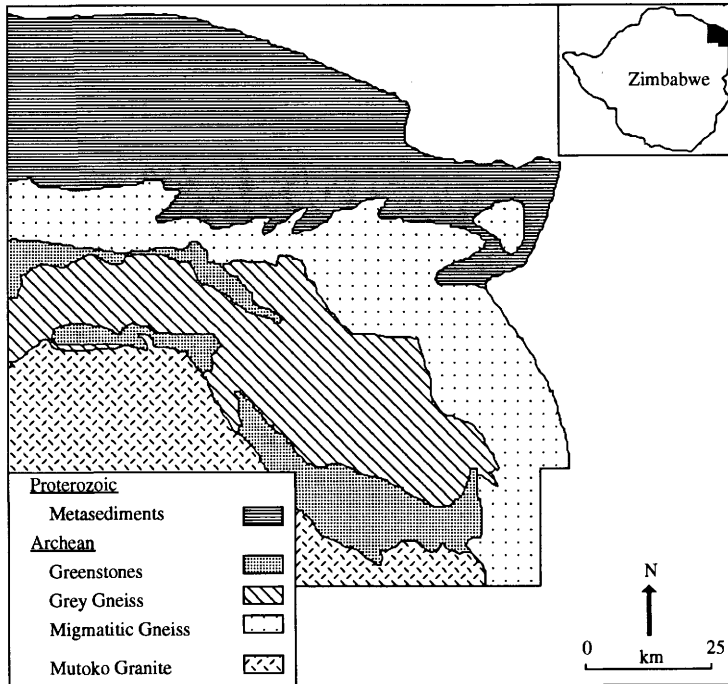 Zimbabwe
Proterozoic
Metasediments
Archean
Greenstones
Grey Gneiss
Migmatitic Gneiss
Mutoko Granite
N
0 25
km